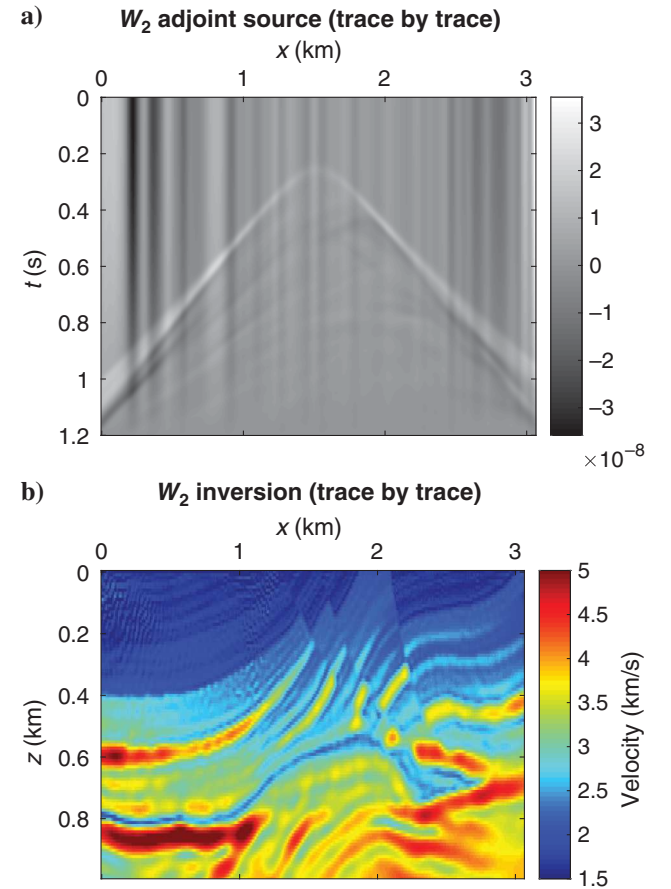 a)
W2 adjoint source (trace by trace)
x (km)
0 1 2 3
0
0.2
0.4
0.6
0.8
1
1.2
t (s)
3
2
1
0
−1
−2
−3
×10−8
b)
W2 inversion (trace by trace)
x (km)
0 1 2 3
0
0.2
0.4
0.6
0.8
z (km)
5
4.5
4
3.5
3
2.5
2
1.5
Velocity (km/s)